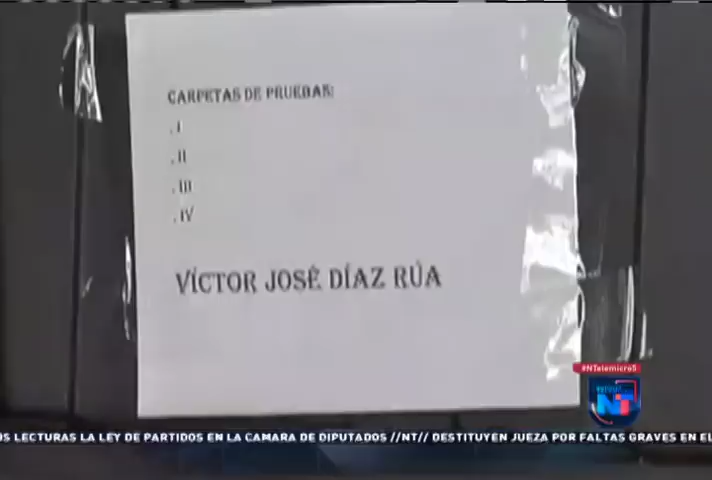 CARPETAS DE PRUEBAS:
. I
. II
. III
. IV
VÍCTOR JOSÉ DÍAZ RÚA
#NTelemicro5
NT
LECTURAS LA LEY DE PARTIDOS EN LA CAMARA DE DIPUTADOS //NT// DESTITUYEN JUEZA POR FALTAS GRAVES EN EL